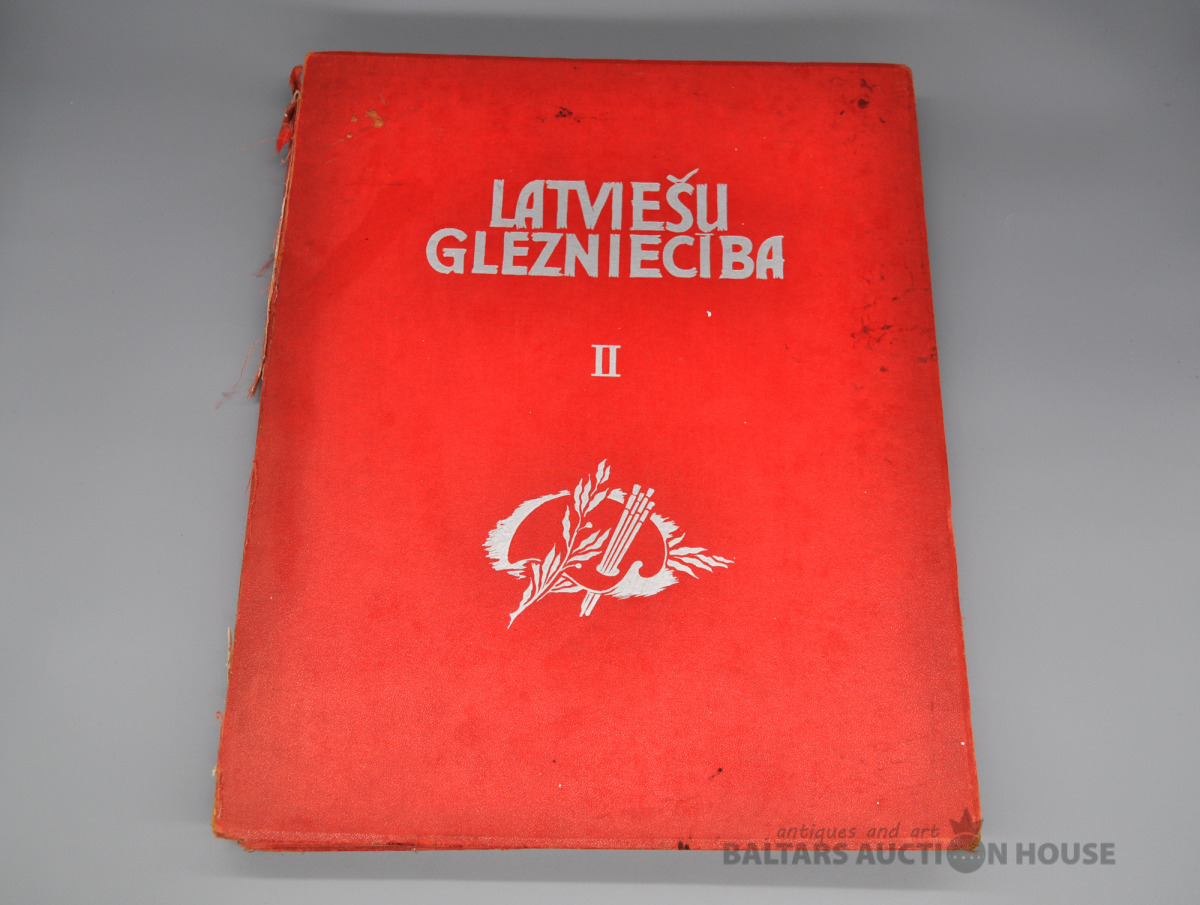 LATVIEŠU
GLEZNIECĪBA
II
antiques and art
BALTARS AUCTION HOUSE